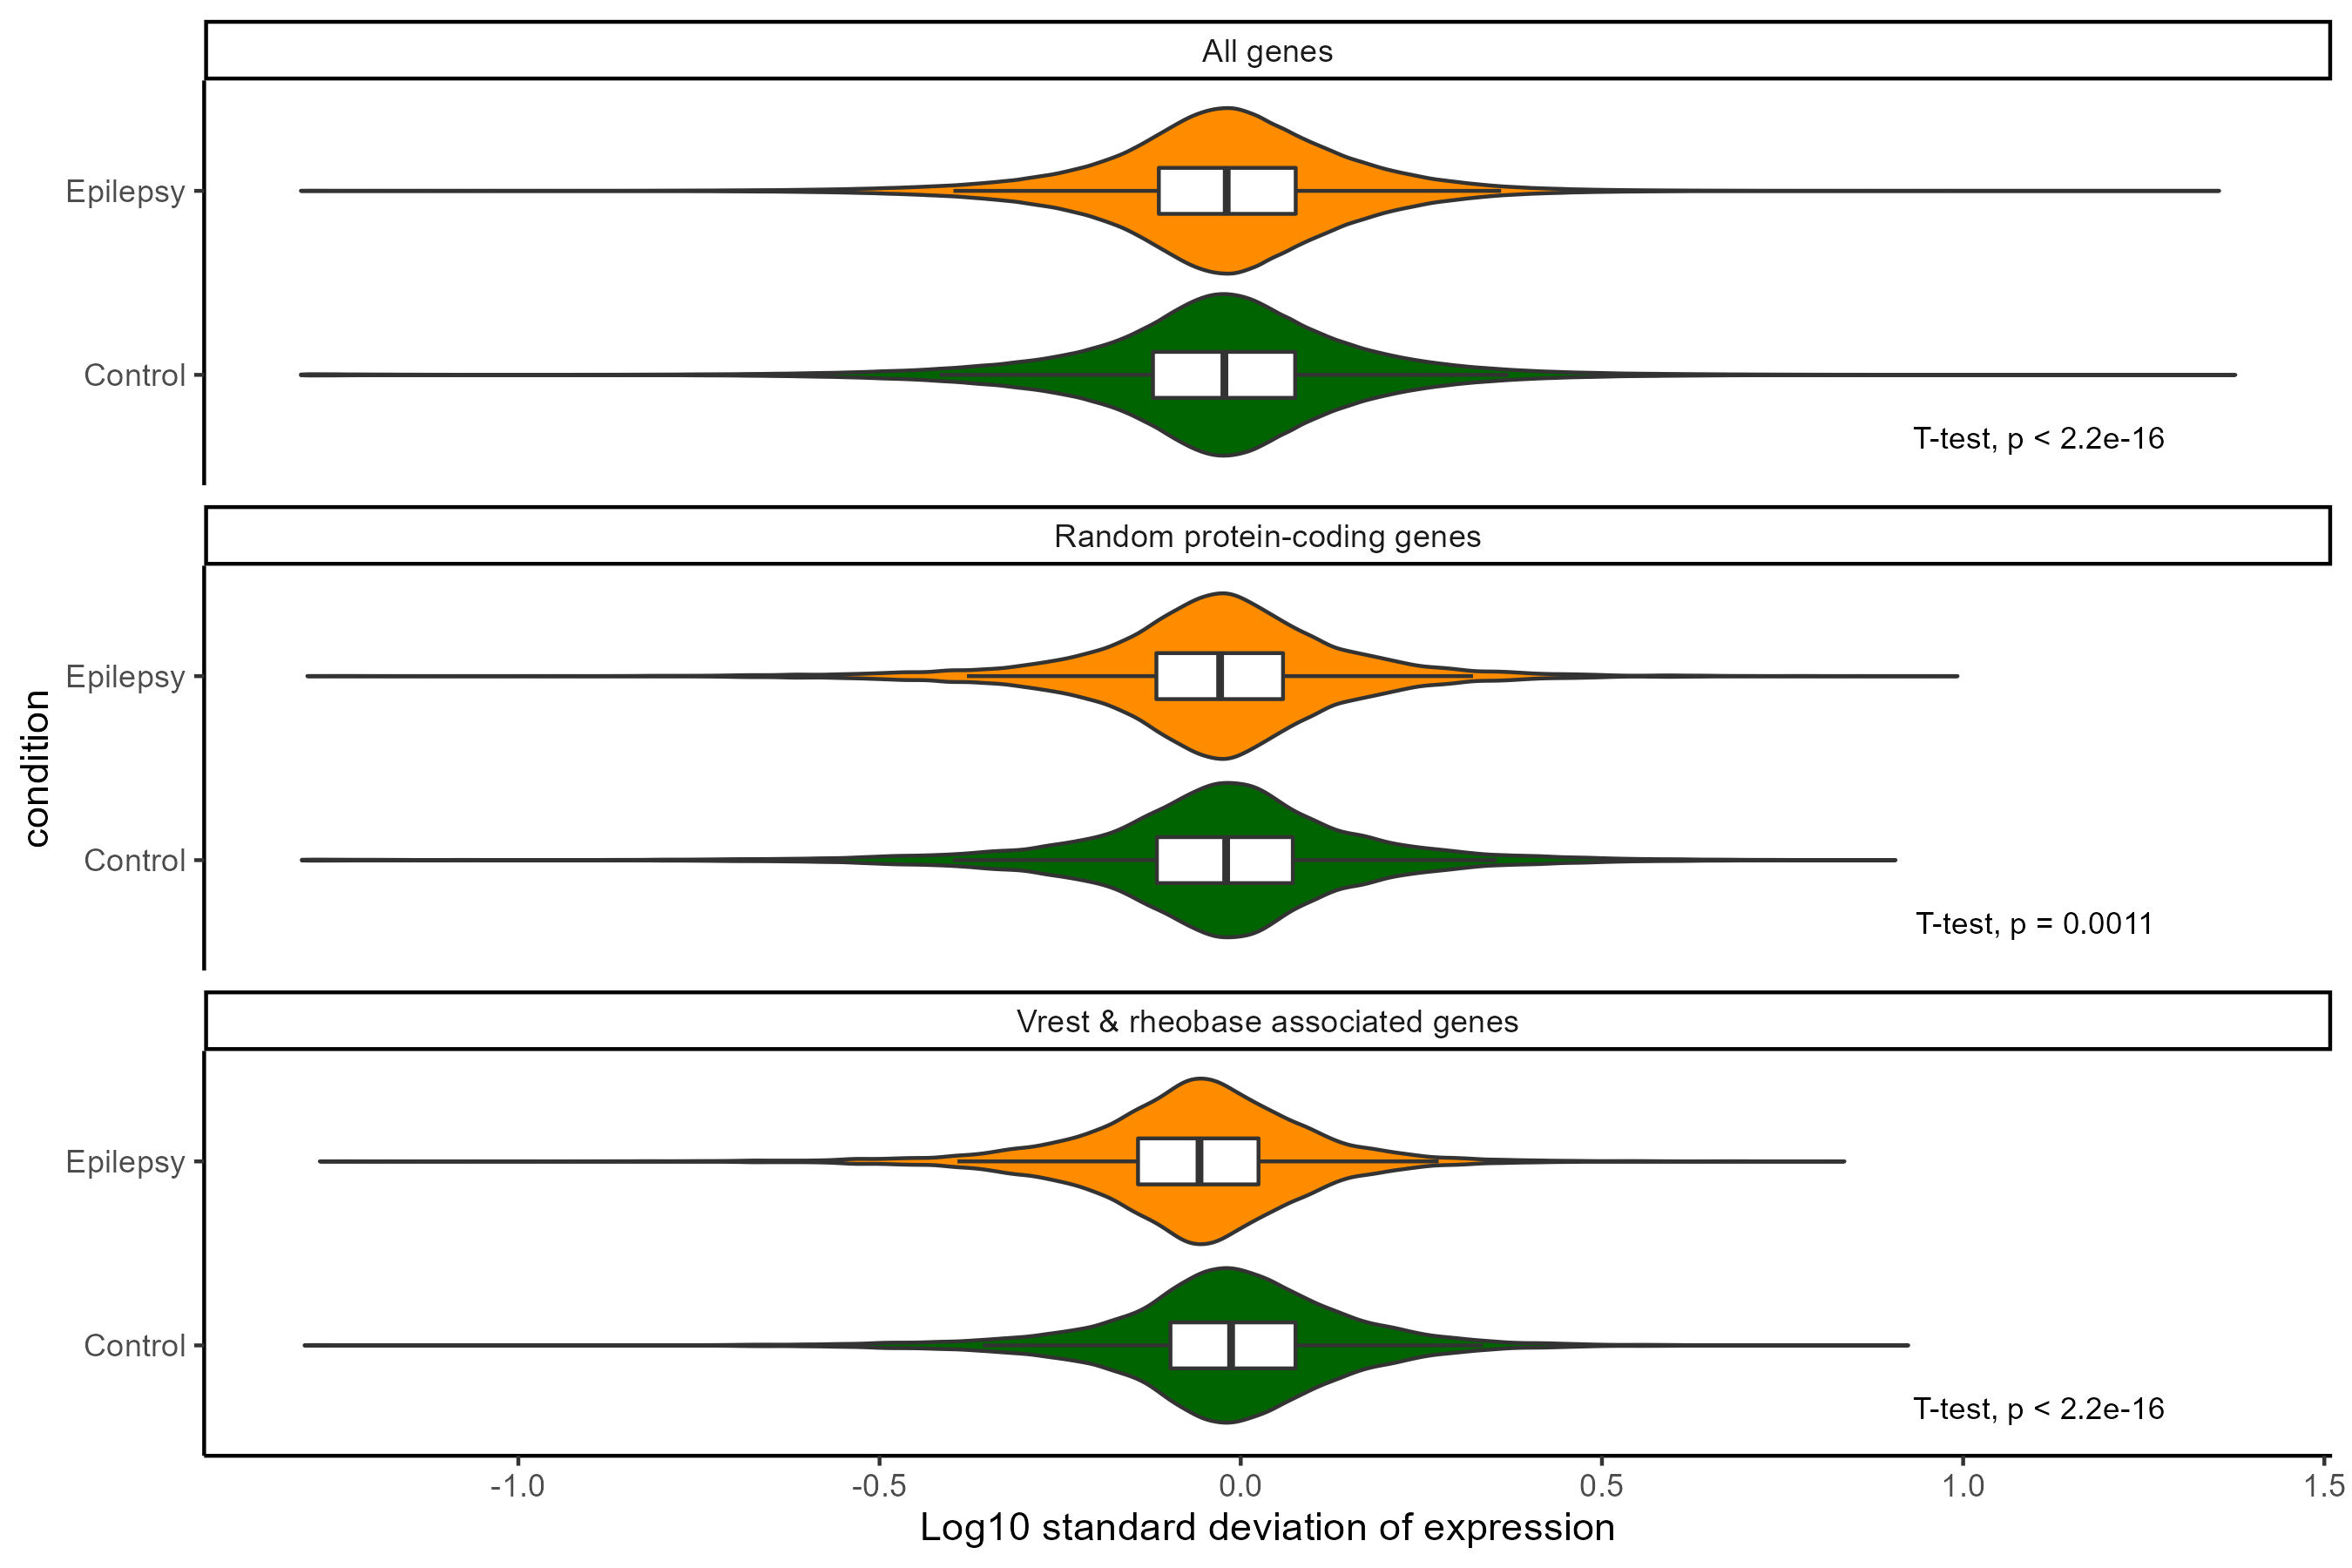 All genes
Epilepsy
Control
T-test, p < 2.2e-16
Random protein-coding genes
Epilepsy
Control
T-test, p = 0.0011
condition
Vrest & rheobase associated genes
Epilepsy
Control
T-test, p < 2.2e-16
-1.0 -0.5 0.0 0.5 1.0 1.5
Log10 standard deviation of expression